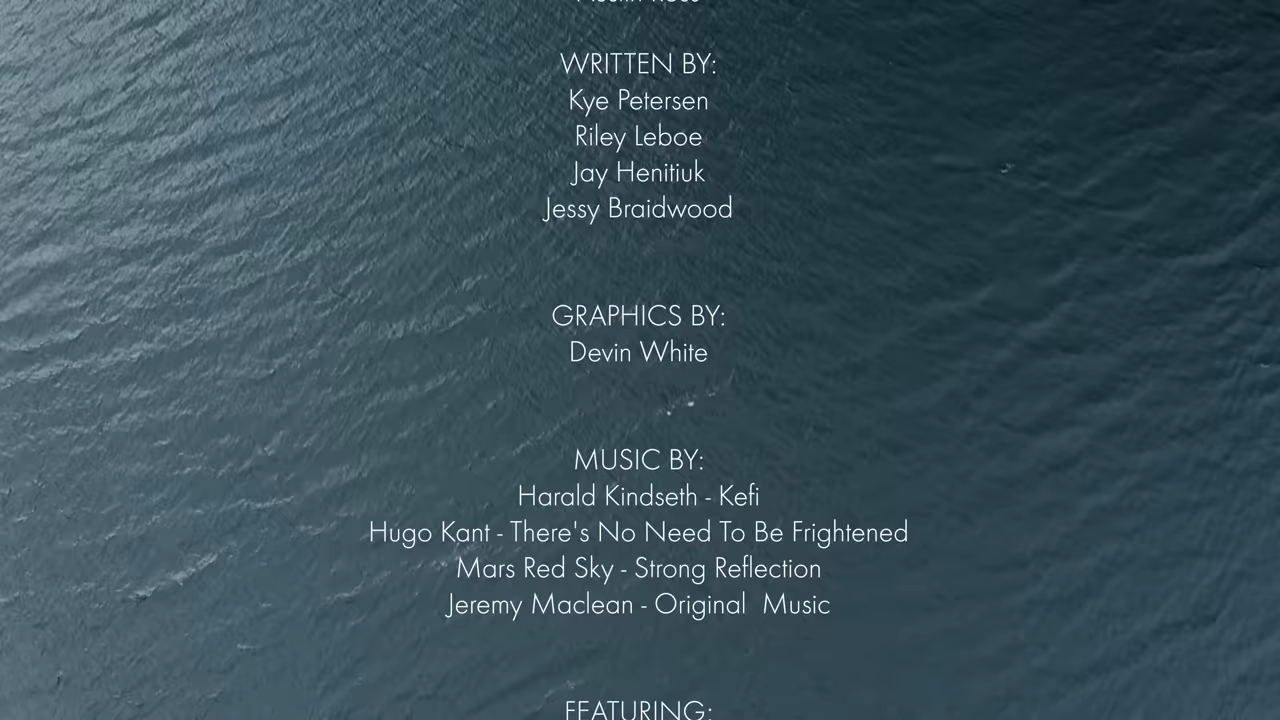 WRITTEN BY:
Kye Petersen
Riley Leboe
Jay Henitiuk
Jessy Braidwood
GRAPHICS BY:
Devin White
MUSIC BY:
Harald Kindseth - Kefi
Hugo Kant - There's No Need To Be Frightened
Mars Red Sky - Strong Reflection
Jeremy Maclean - Original  Music
FEATURING: